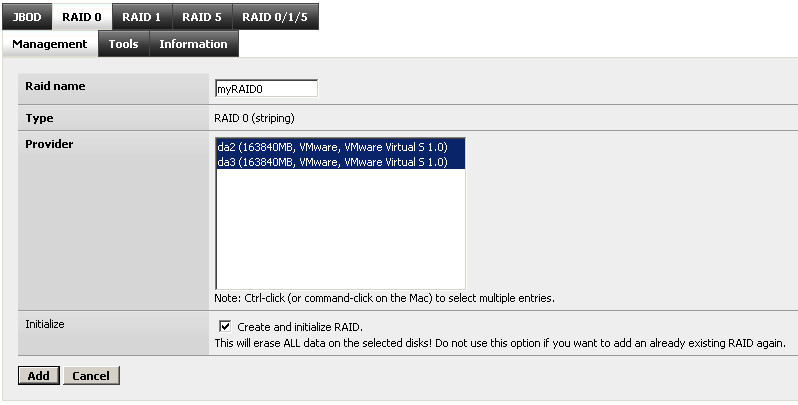 JBOD RAID 0 RAID 1 RAID 5 RAID 0/1/5
Management Tools Information
Raid name myRAID0
Type RAID 0 (striping)
Provider da2 (163840MB, VMware, VMware Virtual S 1.0)
da3 (163840MB, VMware, VMware Virtual S 1.0)
Note: Ctrl-click (or command-click on the Mac) to select multiple entries.
Initialize Create and initialize RAID.
This will erase ALL data on the selected disks! Do not use this option if you want to add an already existing RAID again.
Add Cancel